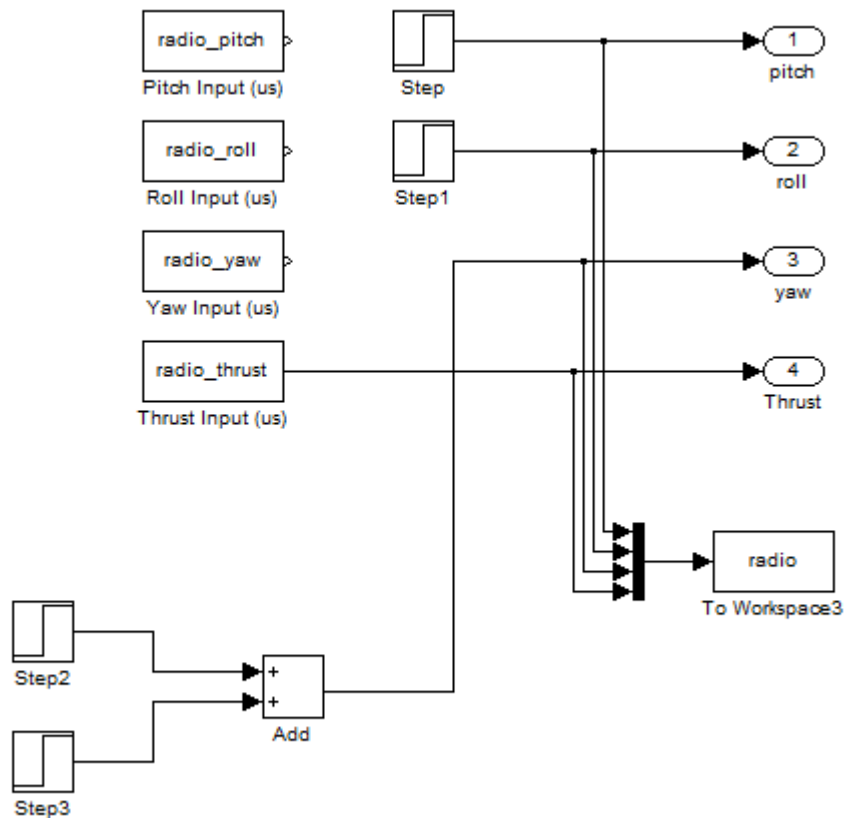 radio_pitch
Pitch Input (us)
Step
1
pitch
radio_roll
Roll Input (us)
Step1
2
roll
radio_yaw
Yaw Input (us)
3
yaw
radio_thrust
Thrust Input (us)
4
Thrust
radio
To Workspace3
Step2
+
+
Add
Step3